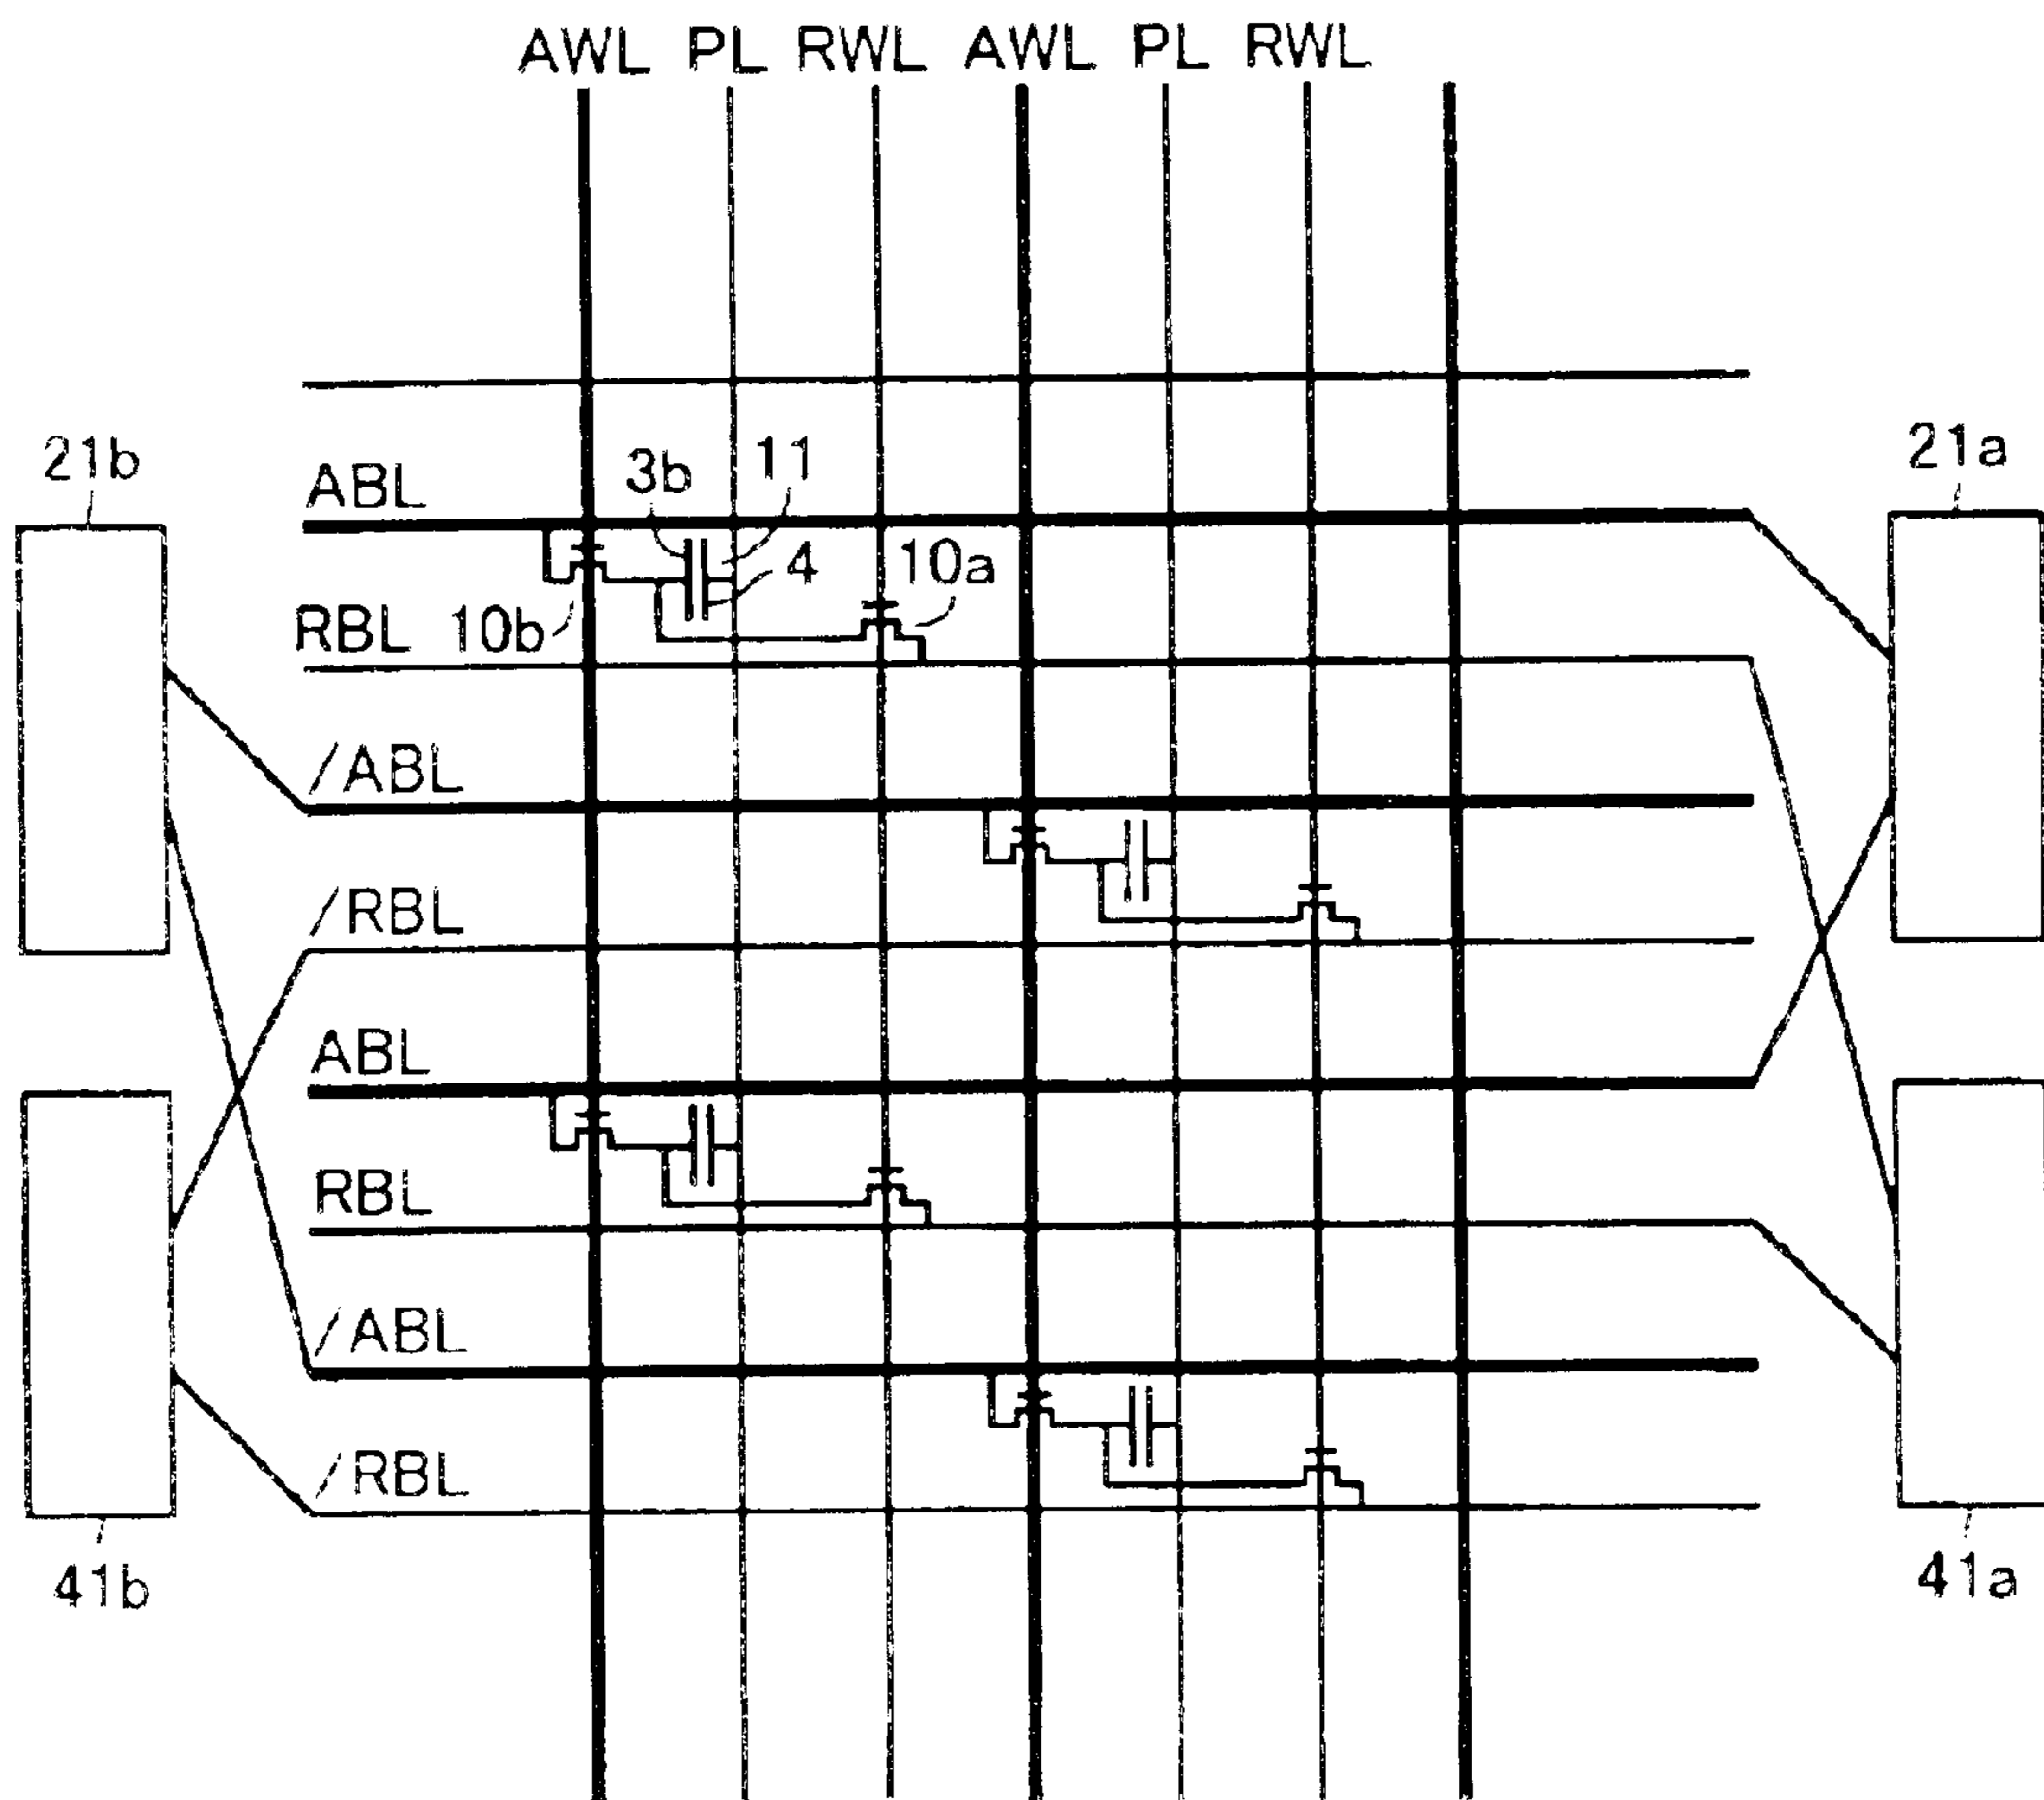 AWL PL RWL AWL PL RWL
21b
21a
ABL
3b
11
4
10a
RBL
10b
/ABL
/RBL
ABL
RBL
/ABL
/RBL
41b
41a